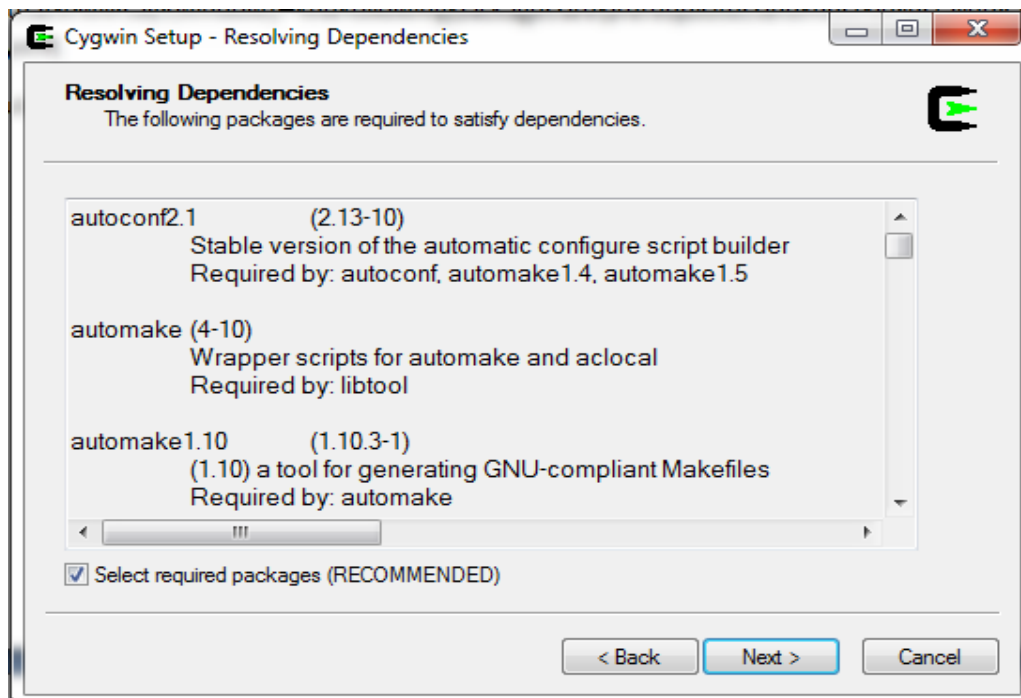 Cygwin Setup - Resolving Dependencies
Resolving Dependencies
The following packages are required to satisfy dependencies.
autoconf2.1 (2.13-10)
Stable version of the automatic configure script builder
Required by: autoconf, automake1.4, automake1.5
automake (4-10)
Wrapper scripts for automake and aclocal
Required by: libtool
automake1.10 (1.10.3-1)
(1.10) a tool for generating GNU-compliant Makefiles
Required by: automake
Select required packages (RECOMMENDED)
< Back Next > Cancel